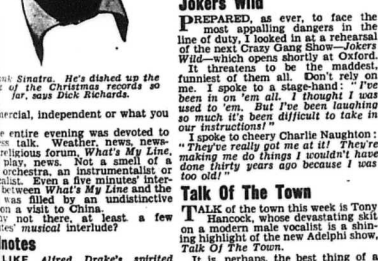 nk Sinatra. He's dished up the
t of the Christmas records so
far, says Dick Richards.
nercial, independent or what you
e entire evening was devoted to
ss talk. Weather, news, news-
religious forum, What's My Line,
play, news. Not a smell of a
orchestra, an instrumentalist or
calist. Even a five minutes' inter-
between What's My Line and the
was filled by an undistinctive
on a visit to China.
y not there, at least, a few
utes' musical interlude?
notes
LIKE Alfred Drake's spirited
Jokers Wild
PREPARED, as ever, to face the
most appalling dangers in the
line of duty, I looked in at a rehearsal
of the next Crazy Gang Show—Jokers
Wild—which opens shortly at Oxford.
It threatens to be the maddest,
funniest of them all. Don't rely on
me. I spoke to a stage-hand: "I've
been in on 'em all. I thought I was
used to 'em. But I've been laughing
so much it's been difficult to take in
our instructions!"
I spoke to cheery Charlie Naughton:
"They've really got me at it! They're
making me do things I wouldn't have
done thirty years ago because I was
too old!"
Talk Of The Town
TALK of the town this week is Tony
Hancock, whose devastating skit
on a modern male vocalist is a shin-
ing highlight of the new Adelphi show,
Talk Of The Town.
It is, perhaps, the best thing of a